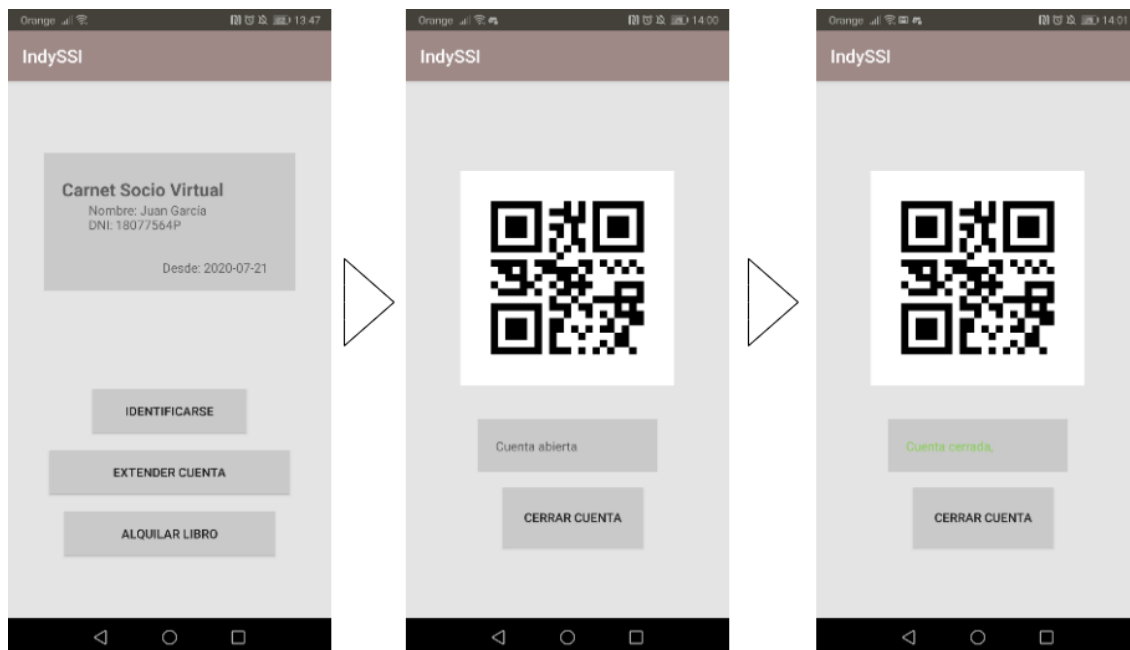 Orange 13:47
IndySSI
Carnet Socio Virtual
Nombre: Juan García
DNI: 18077564P
Desde: 2020-07-21
IDENTIFICARSE
EXTENDER CUENTA
ALQUILAR LIBRO
Orange 14:00
IndySSI
Cuenta abierta
CERRAR CUENTA
Orange 14:01
IndySSI
Cuenta cerrada,
CERRAR CUENTA